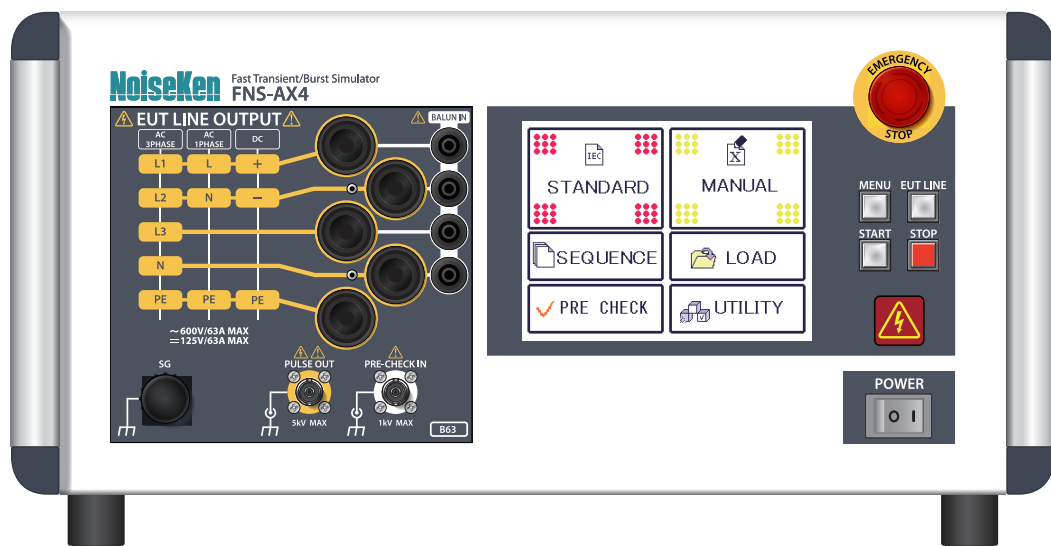 NoiseKen
Fast Transient/Burst Simulator
FNS-AX4
EUT LINE OUTPUT
BALUN IN
AC 3PHASE
AC 1PHASE
DC
L1 L +
L2 N −
L3
N
PE PE PE
~600V/63A MAX
⎓125V/63A MAX
SG
PULSE OUT
PRE-CHECK IN
5kV MAX
1kV MAX
B63
IEC
STANDARD
X
MANUAL
SEQUENCE
LOAD
PRE CHECK
UTILITY
EMERGENCY
STOP
MENU
EUT LINE
START
STOP
POWER
O I